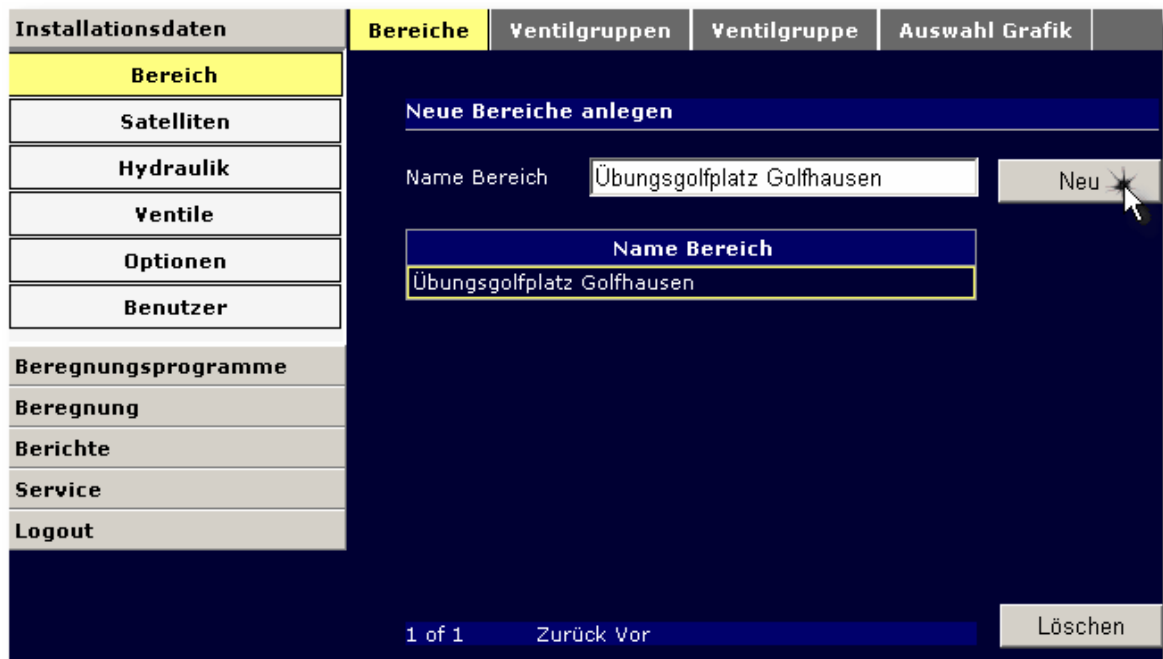 Installationsdaten
Bereich
Satelliten
Hydraulik
Ventile
Optionen
Benutzer
Beregnungsprogramme
Beregnung
Berichte
Service
Logout
Bereiche Ventilgruppen Ventilgruppe Auswahl Grafik
Neue Bereiche anlegen
Name Bereich Übungsgolfplatz Golfhausen Neu
Name Bereich
Übungsgolfplatz Golfhausen
1 of 1 Zurück Vor
Löschen